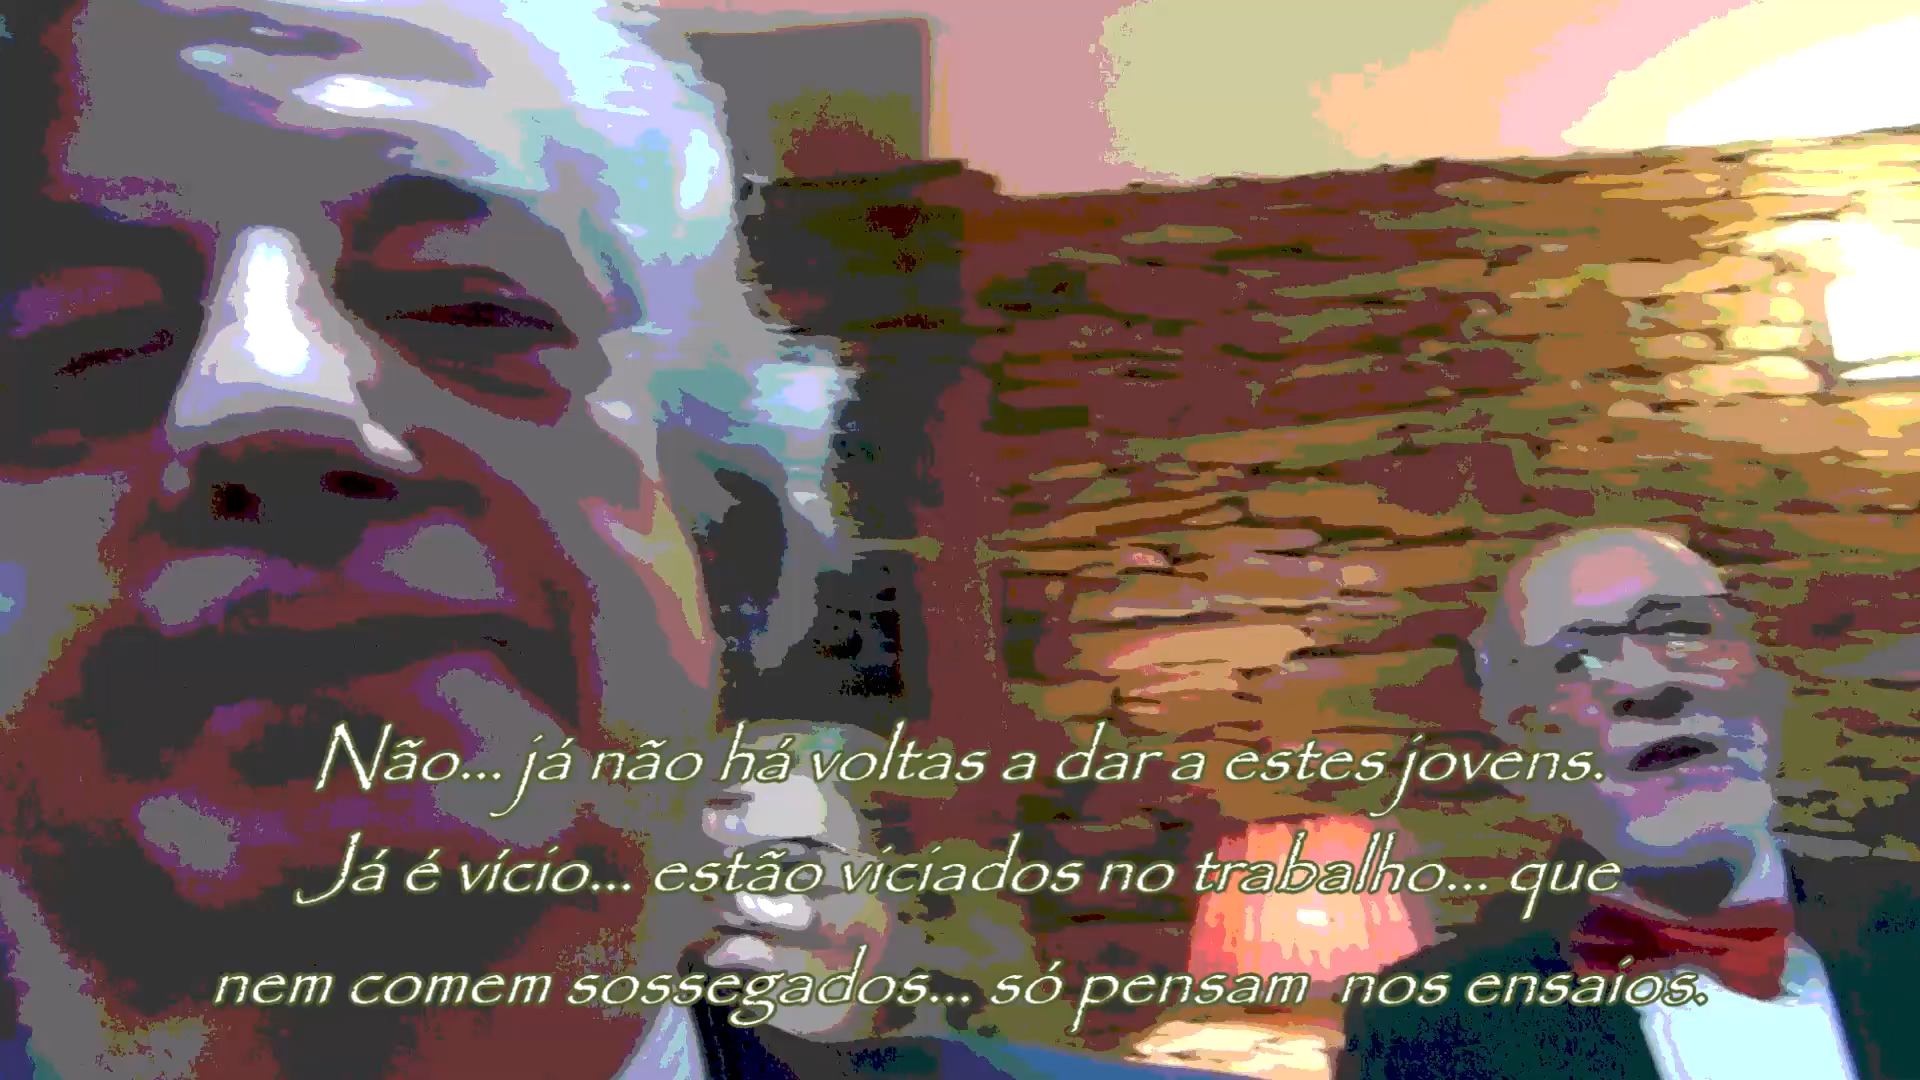 Não... já não há voltas a dar a estes jovens.
Já é vício... estão viciados no trabalho... que
nem comem sossegados... só pensam nos ensaios.